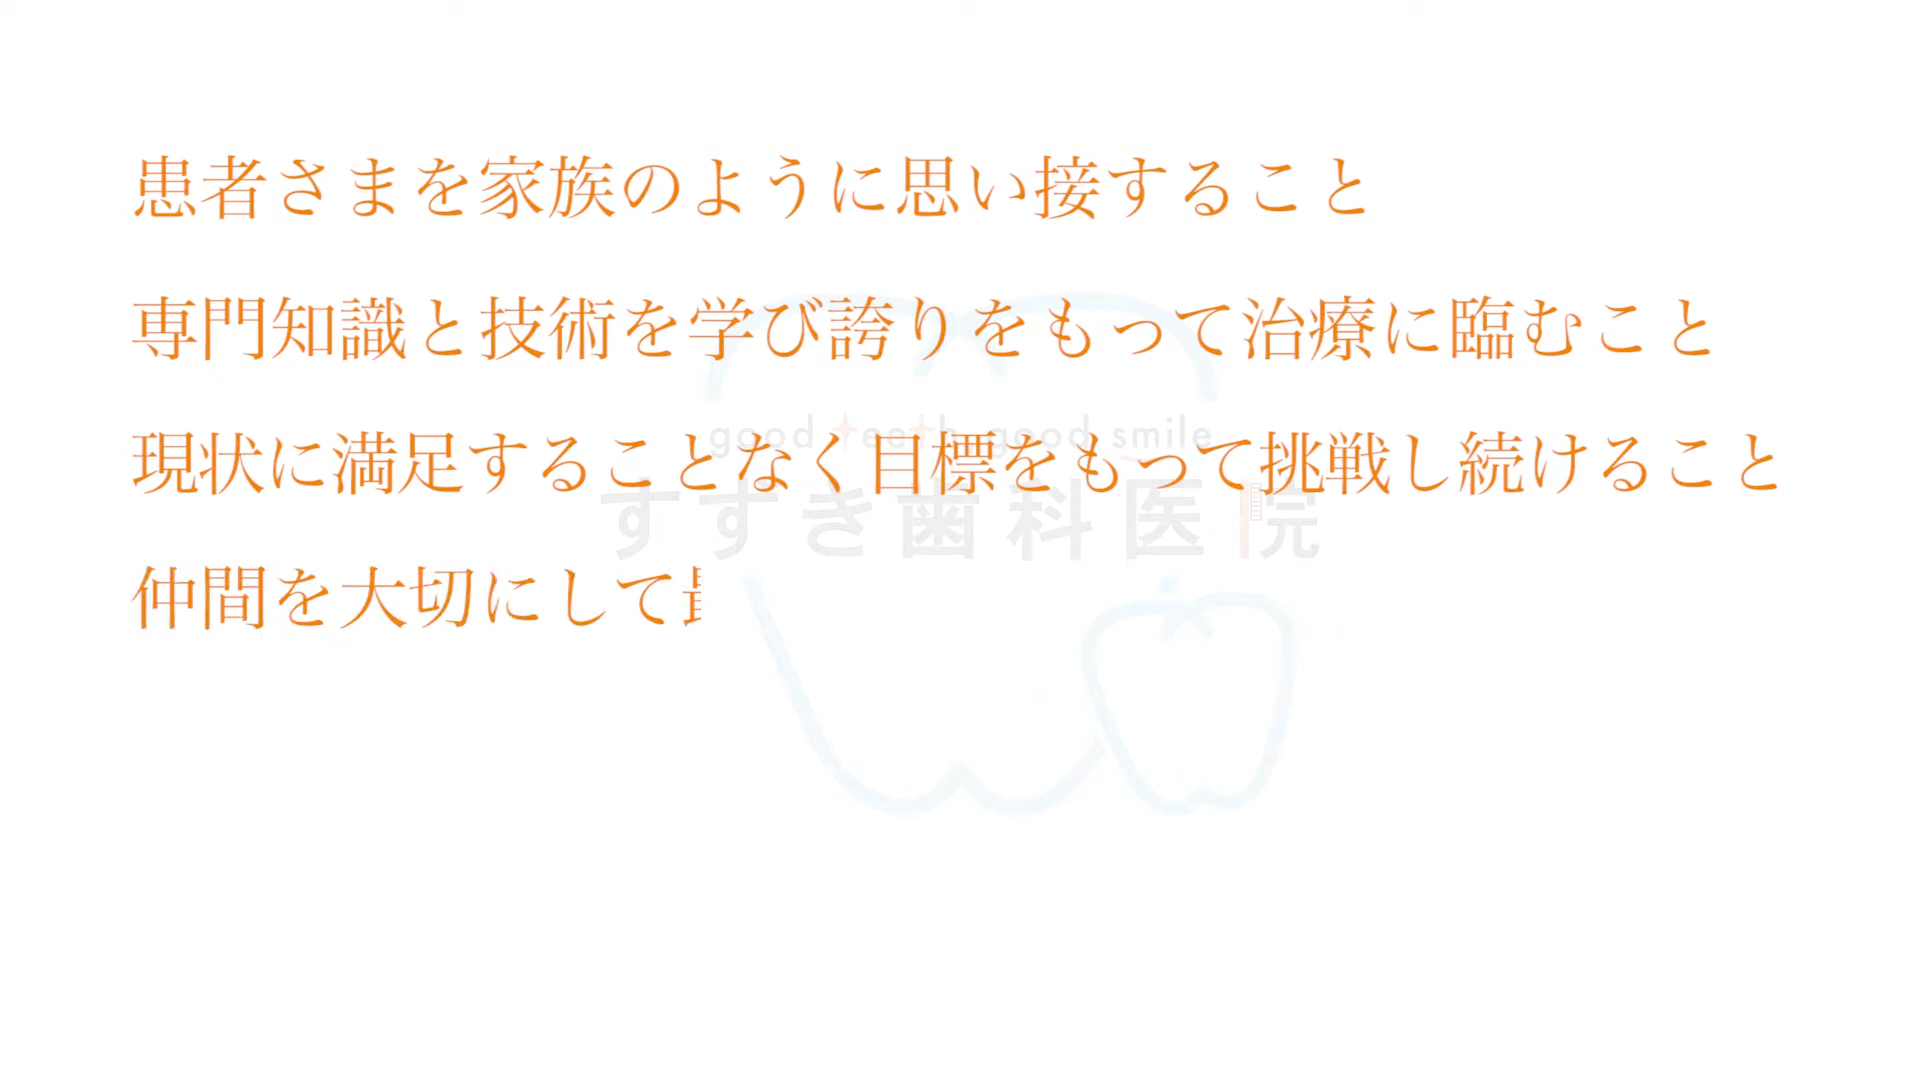 患者さまを家族のように思い接すること
専門知識と技術を学び誇りをもって治療に臨むこと
good teeth good smile
現状に満足することなく目標をもって挑戦し続けること
すすき歯科医院
仲間を大切にして